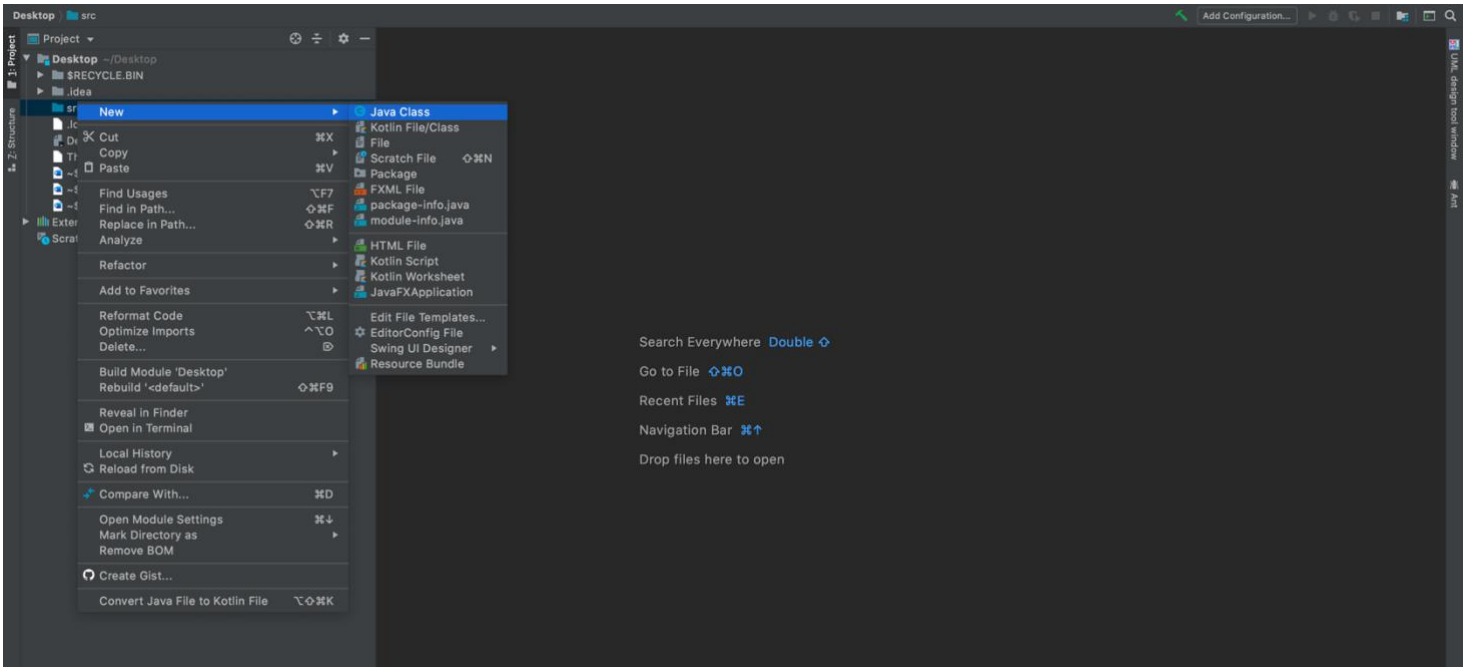 Desktop src
Add Configuration...
Project
Desktop ~/Desktop
$RECYCLE.BIN
.idea
Exter
Scrat
1: Project
Z: Structure
New
Cut ⌘X
Copy
Paste ⌘V
Find Usages ⌥F7
Find in Path... ⇧⌘F
Replace in Path... ⇧⌘R
Analyze
Refactor
Add to Favorites
Reformat Code ⌥⌘L
Optimize Imports ^⌥O
Delete... ⌦
Build Module 'Desktop'
Rebuild '<default>' ⇧⌘F9
Reveal in Finder
Open in Terminal
Local History
Reload from Disk
Compare With... ⌘D
Open Module Settings ⌘↓
Mark Directory as
Remove BOM
Create Gist...
Convert Java File to Kotlin File ⌥⇧⌘K
Java Class
Kotlin File/Class
File
Scratch File ⇧⌘N
Package
FXML File
package-info.java
module-info.java
HTML File
Kotlin Script
Kotlin Worksheet
JavaFXApplication
Edit File Templates...
EditorConfig File
Swing UI Designer
Resource Bundle
Search Everywhere Double ⇧
Go to File ⇧⌘O
Recent Files ⌘E
Navigation Bar ⌘↑
Drop files here to open
UML design tool window
Ant